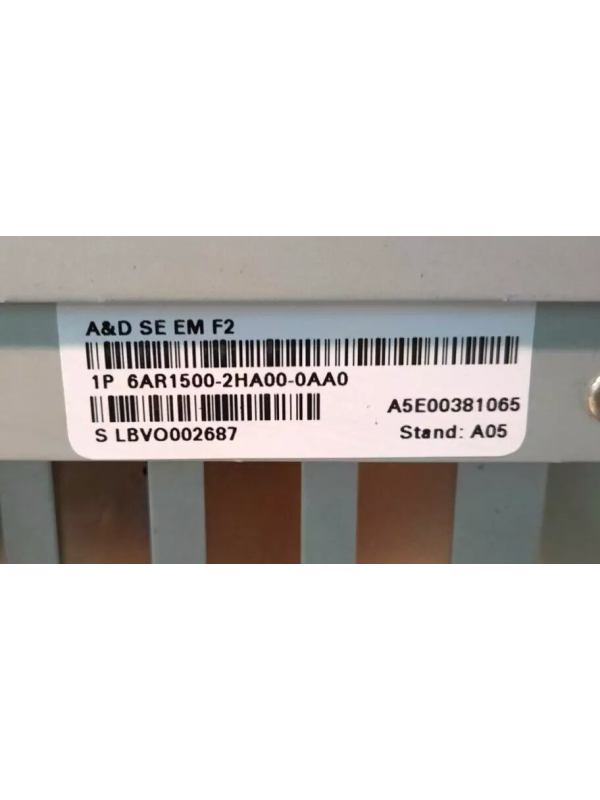 A&D SE EM F2
1P 6AR1500-2HA00-0AA0
A5E00381065
S LBVO002687
Stand: A05